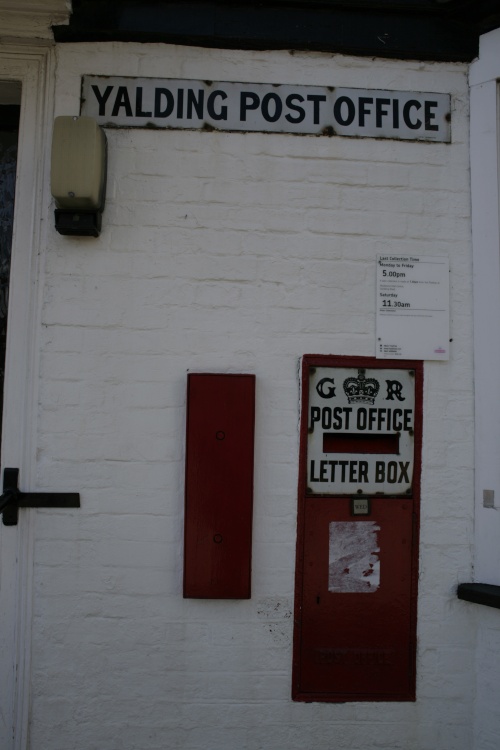 YALDING POST OFFICE
Last Collection Time
Monday to Friday
5.00pm
Saturday
11.30am
G R
POST OFFICE
LETTER BOX